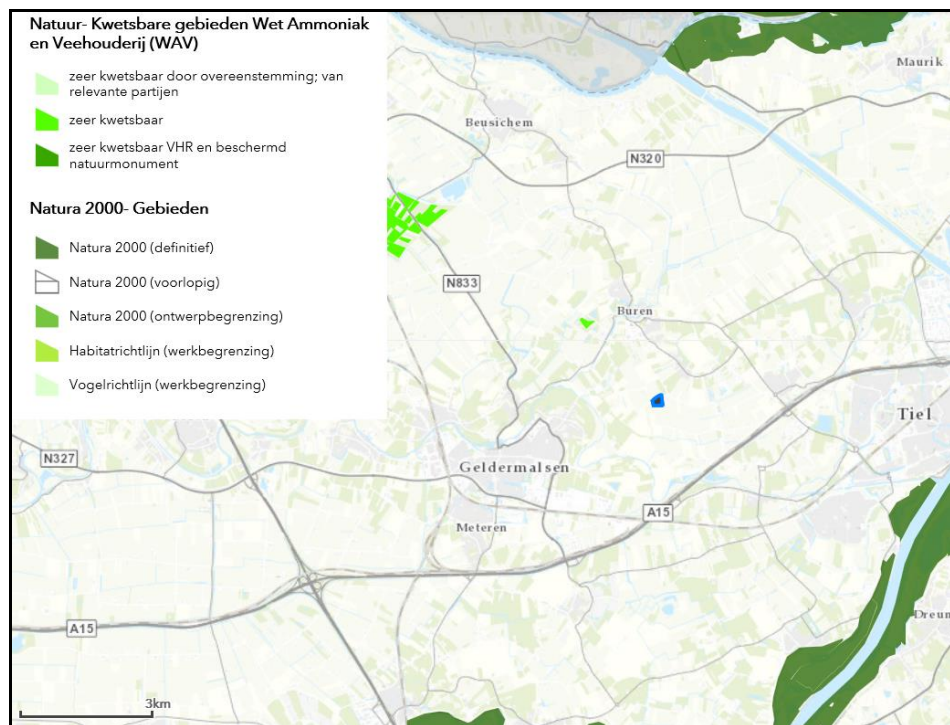 Natuur- Kwetsbare gebieden Wet Ammoniak
en Veehouderij (WAV)
zeer kwetsbaar door overeenstemming; van
relevante partijen
zeer kwetsbaar
zeer kwetsbaar VHR en beschermd
natuurmonument
Natura 2000- Gebieden
Natura 2000 (definitief)
Natura 2000 (voorlopig)
Natura 2000 (ontwerpbegrenzing)
Habitatrichtlijn (werkbegrenzing)
Vogelrichtlijn (werkbegrenzing)
Maurik
Beusichem
N320
N833
Buren
Tiel
N327
Geldermalsen
A15
Meteren
Dreum
A15
3km